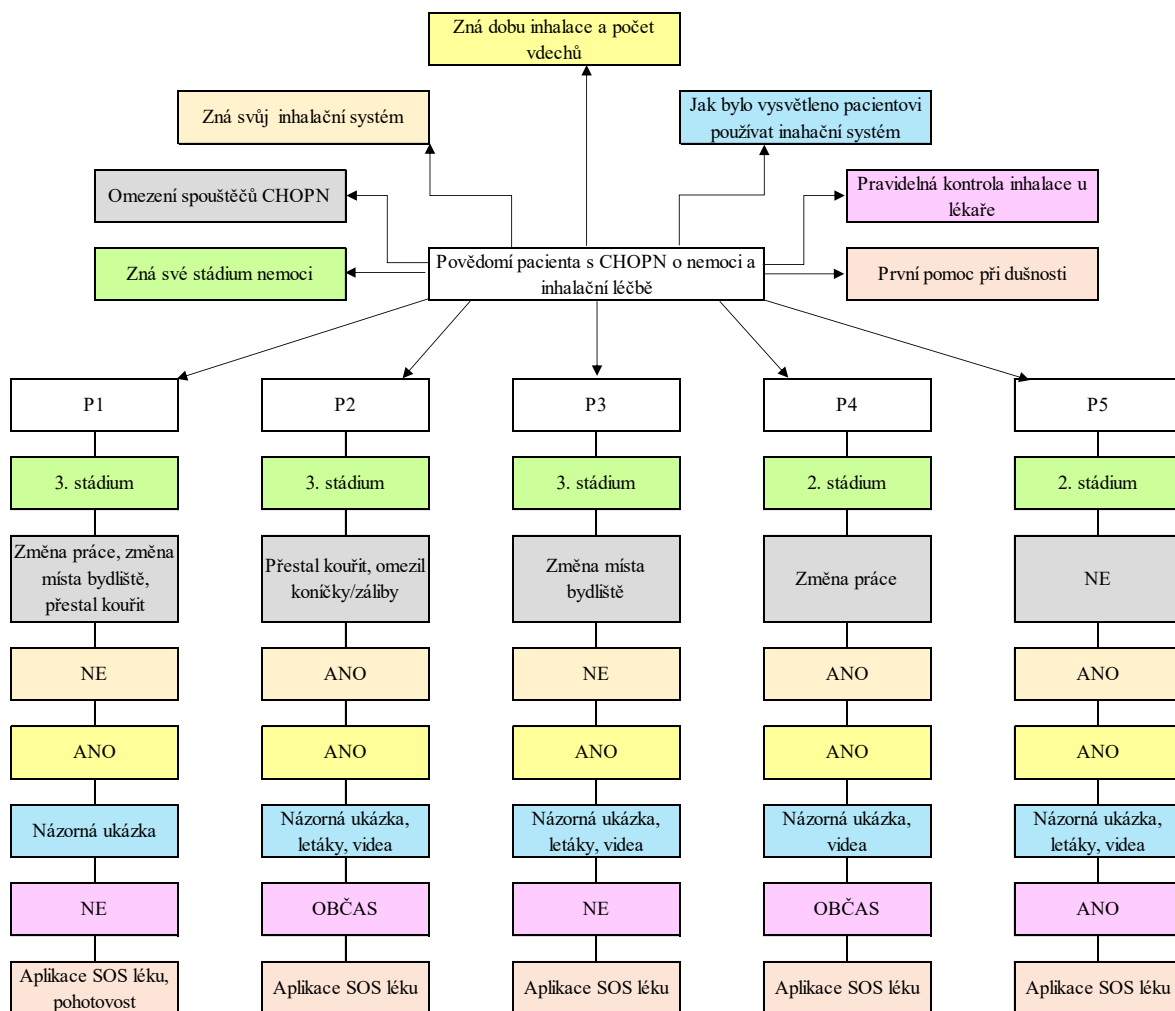 Zná dobu inhalace a počet
vdechů
Zná svůj  inhalační systém
Jak bylo vysvětleno pacientovi
používat inahační systém
Omezení spouštěčů CHOPN
Pravidelná kontrola inhalace u
lékaře
Zná své stádium nemoci
Povědomí pacienta s CHOPN o nemoci a
inhalační léčbě
První pomoc při dušnosti
P1
P2
P3
P4
P5
3. stádium
3. stádium
3. stádium
2. stádium
2. stádium
Změna práce, změna
místa bydliště,
přestal kouřit
Přestal kouřit, omezil
koníčky/záliby
Změna místa
bydliště
Změna práce
NE
NE
ANO
NE
ANO
ANO
ANO
ANO
ANO
ANO
ANO
Názorná ukázka
Názorná ukázka,
letáky, videa
Názorná ukázka,
letáky, videa
Názorná ukázka,
videa
Názorná ukázka,
letáky, videa
NE
OBČAS
NE
OBČAS
ANO
Aplikace SOS léku,
pohotovost
Aplikace SOS léku
Aplikace SOS léku
Aplikace SOS léku
Aplikace SOS léku